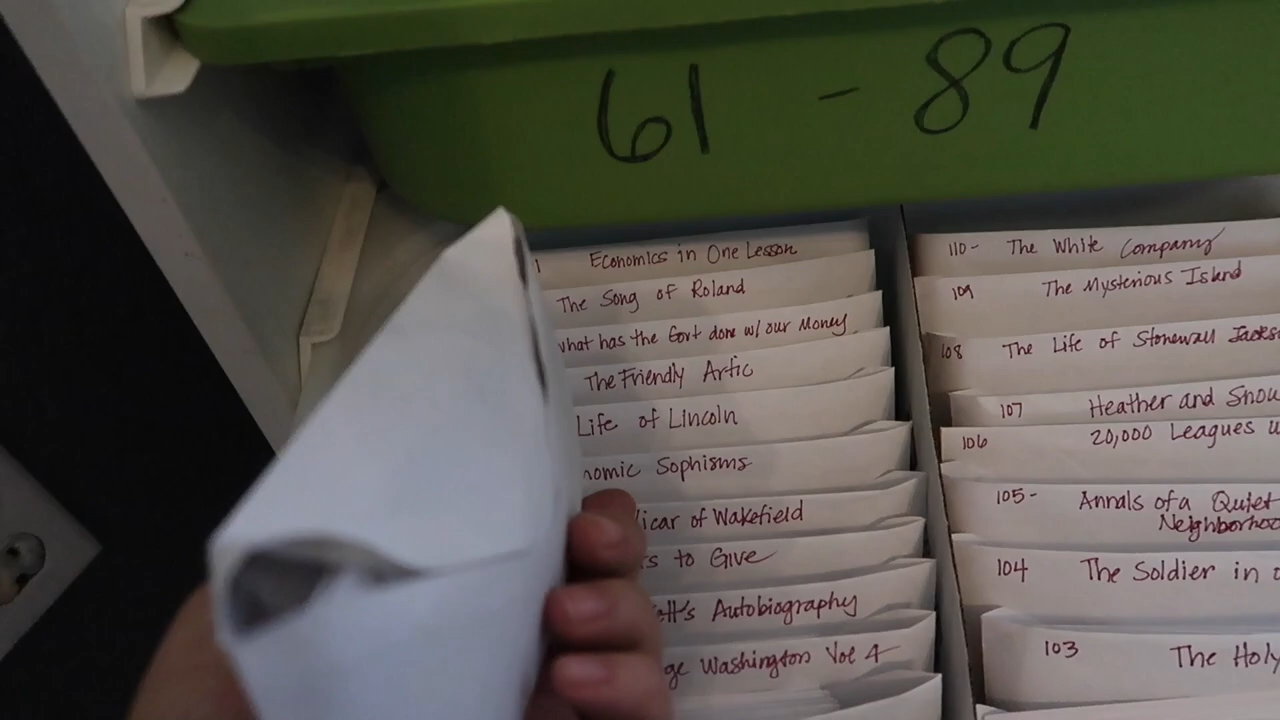 61 - 89
1 Economics in One Lesson
The Song of Roland
what has the Govt done w/ our Money
The Friendly Artic
Life of Lincoln
Sophisms
of Wakefield
to Give
Autobiography
Washington Vol 4
110- The White Company
109 The Mysterious Island
108 The Life of Stonewall
107 Heather and
106 20,000 Leagues
105- Annals of a Quiet
104 The Soldier in
103 The Holy